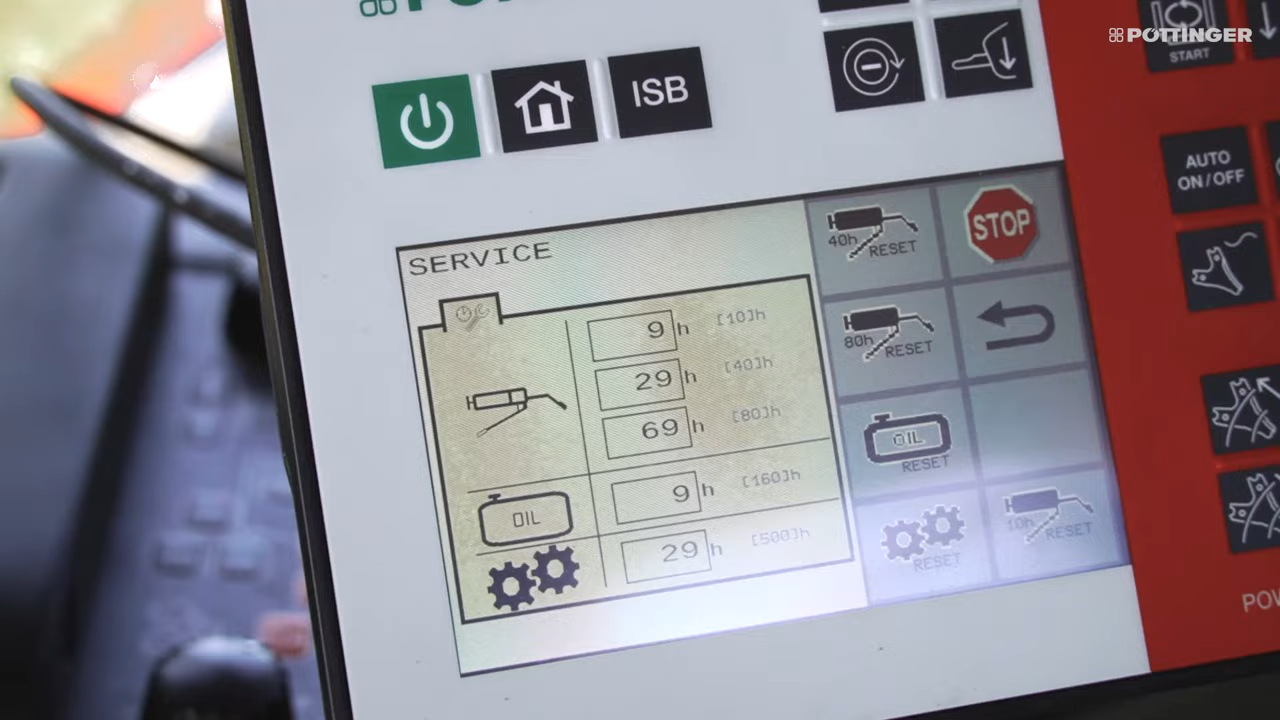 PÖTTINGER
START
ISB
AUTO
ON/OFF
SERVICE
9 h [10]h
29 h [40]h
69 h [80]h
OIL 9 h [160]h
29 h [500]h
40h RESET
STOP
80h RESET
OIL
RESET
RESET
10h RESET